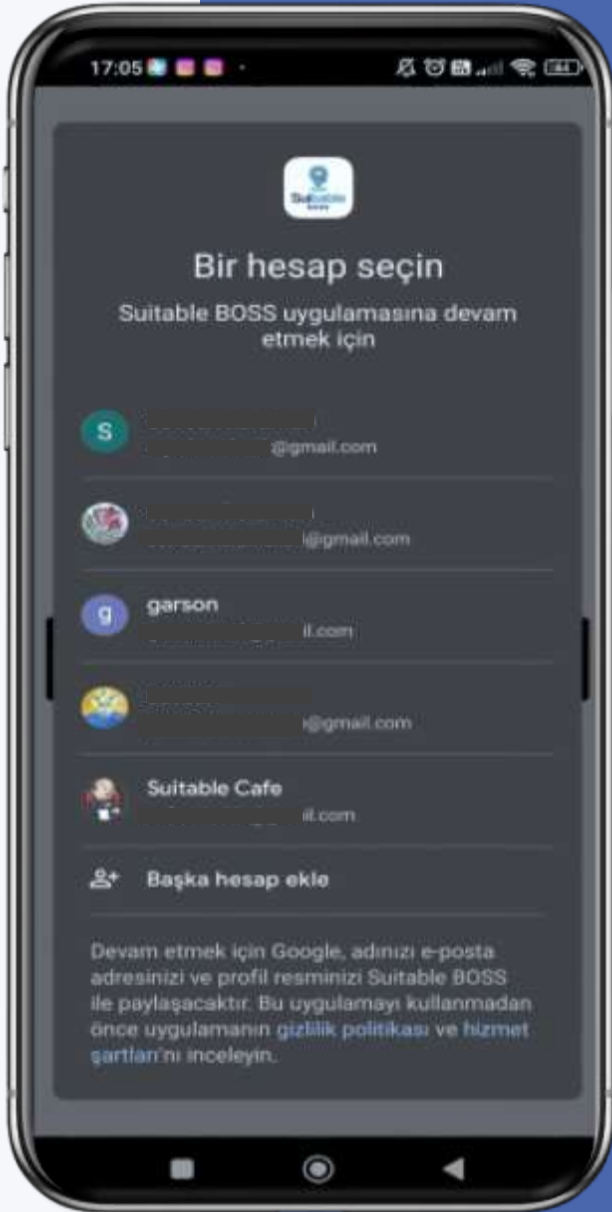 17:05
84
Suitable
BOSS
Bir hesap seçin
Suitable BOSS uygulamasına devam
etmek için
S
@gmail.com
@gmail.com
g
garson
il.com
@gmail.com
Suitable Cafe
il.com
Başka hesap ekle
Devam etmek için Google, adınızı e-posta
adresinizi ve profil resminizi Suitable BOSS
ile paylaşacaktır. Bu uygulamayı kullanmadan
önce uygulamanın gizlilik politikası ve hizmet
şartları'nı inceleyin.